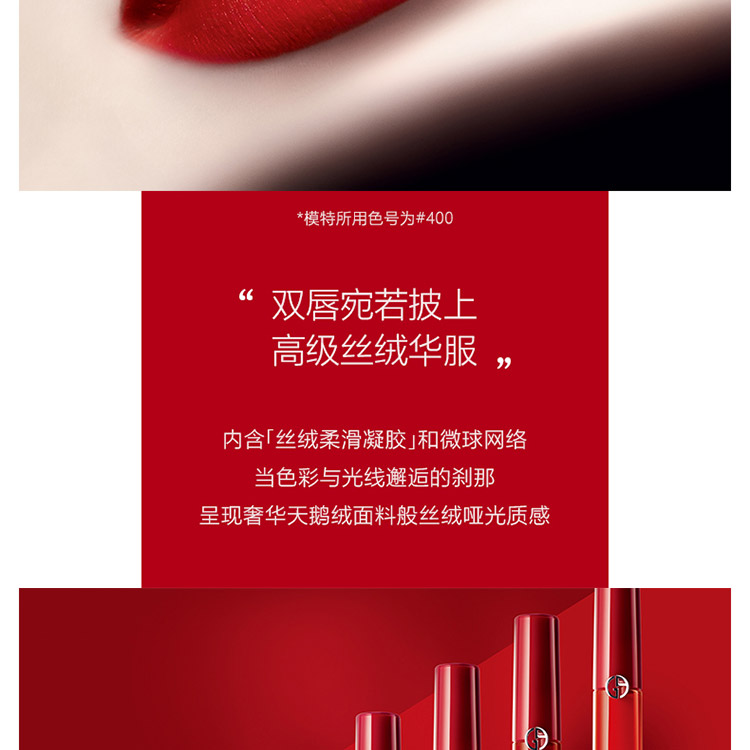 *模特所用色号为#400
“ 双唇宛若披上
高级丝绒华服 ”
内含「丝绒柔滑凝胶」和微球网络
当色彩与光线邂逅的刹那
呈现奢华天鹅绒面料般丝绒哑光质感